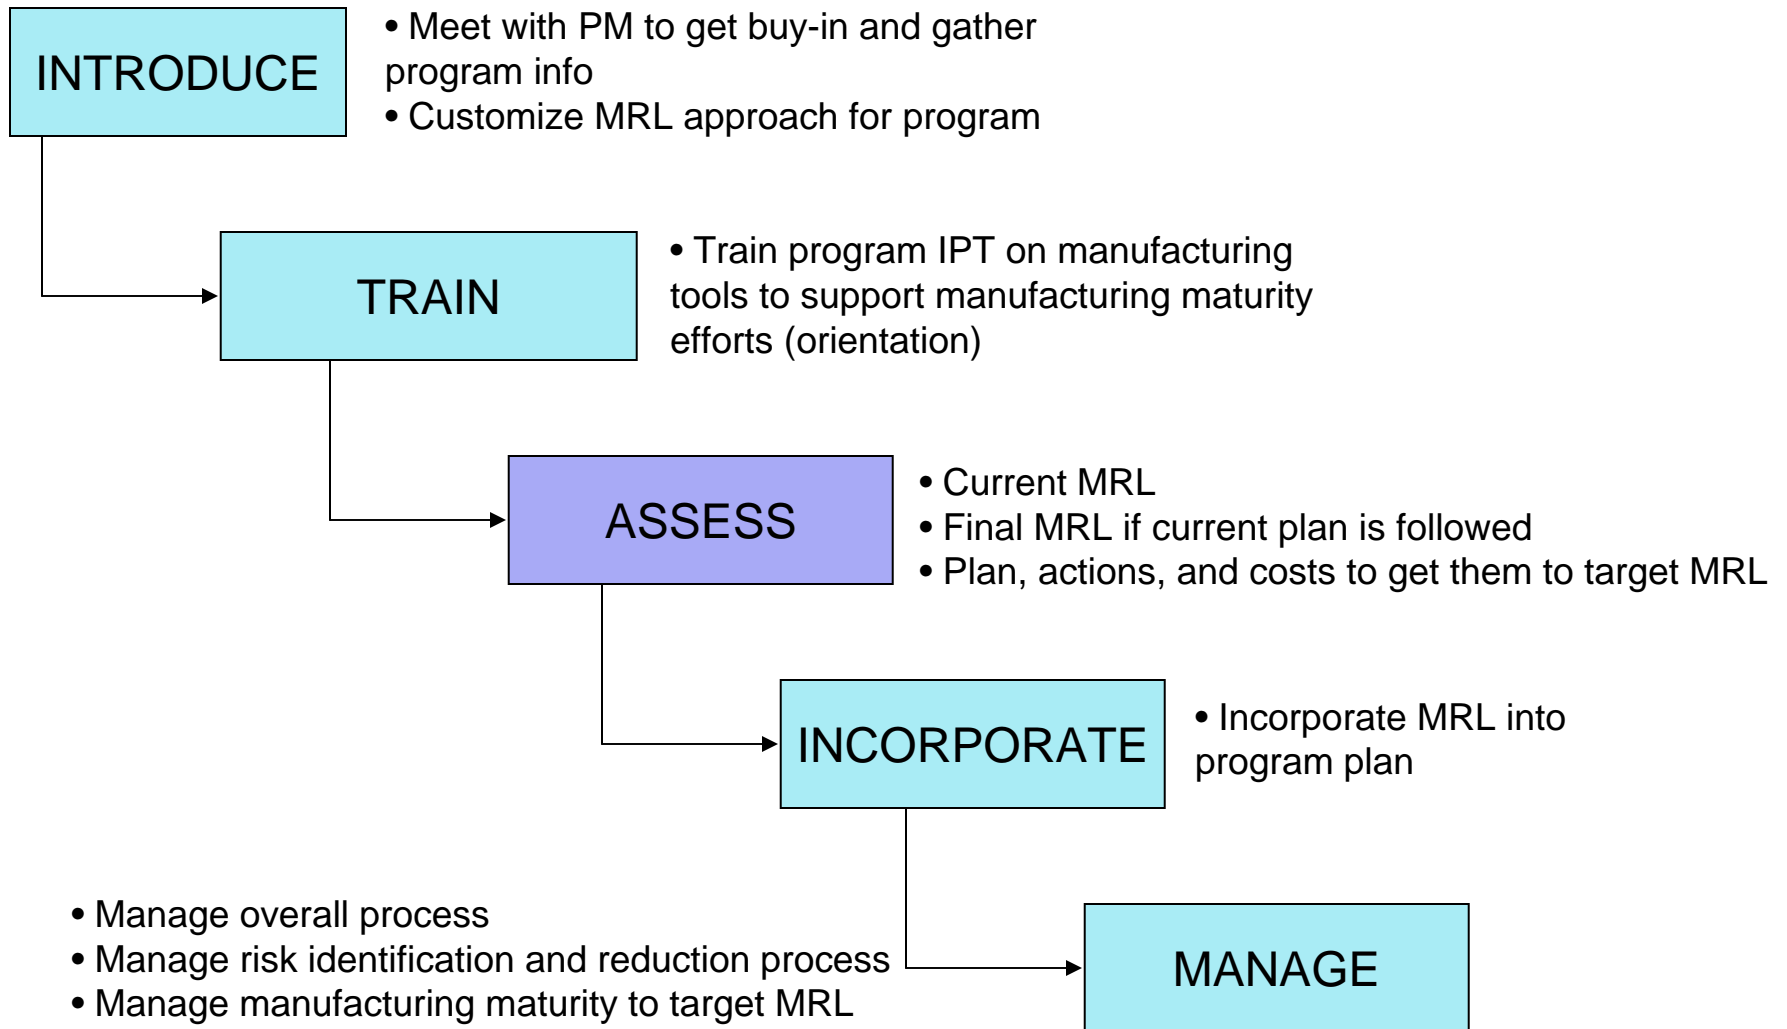 INTRODUCE
• Meet with PM to get buy-in and gather
program info
• Customize MRL approach for program
TRAIN
• Train program IPT on manufacturing
tools to support manufacturing maturity
efforts (orientation)
ASSESS
• Current MRL
• Final MRL if current plan is followed
• Plan, actions, and costs to get them to target MRL
INCORPORATE
• Incorporate MRL into
program plan
• Manage overall process
• Manage risk identification and reduction process
• Manage manufacturing maturity to target MRL
MANAGE